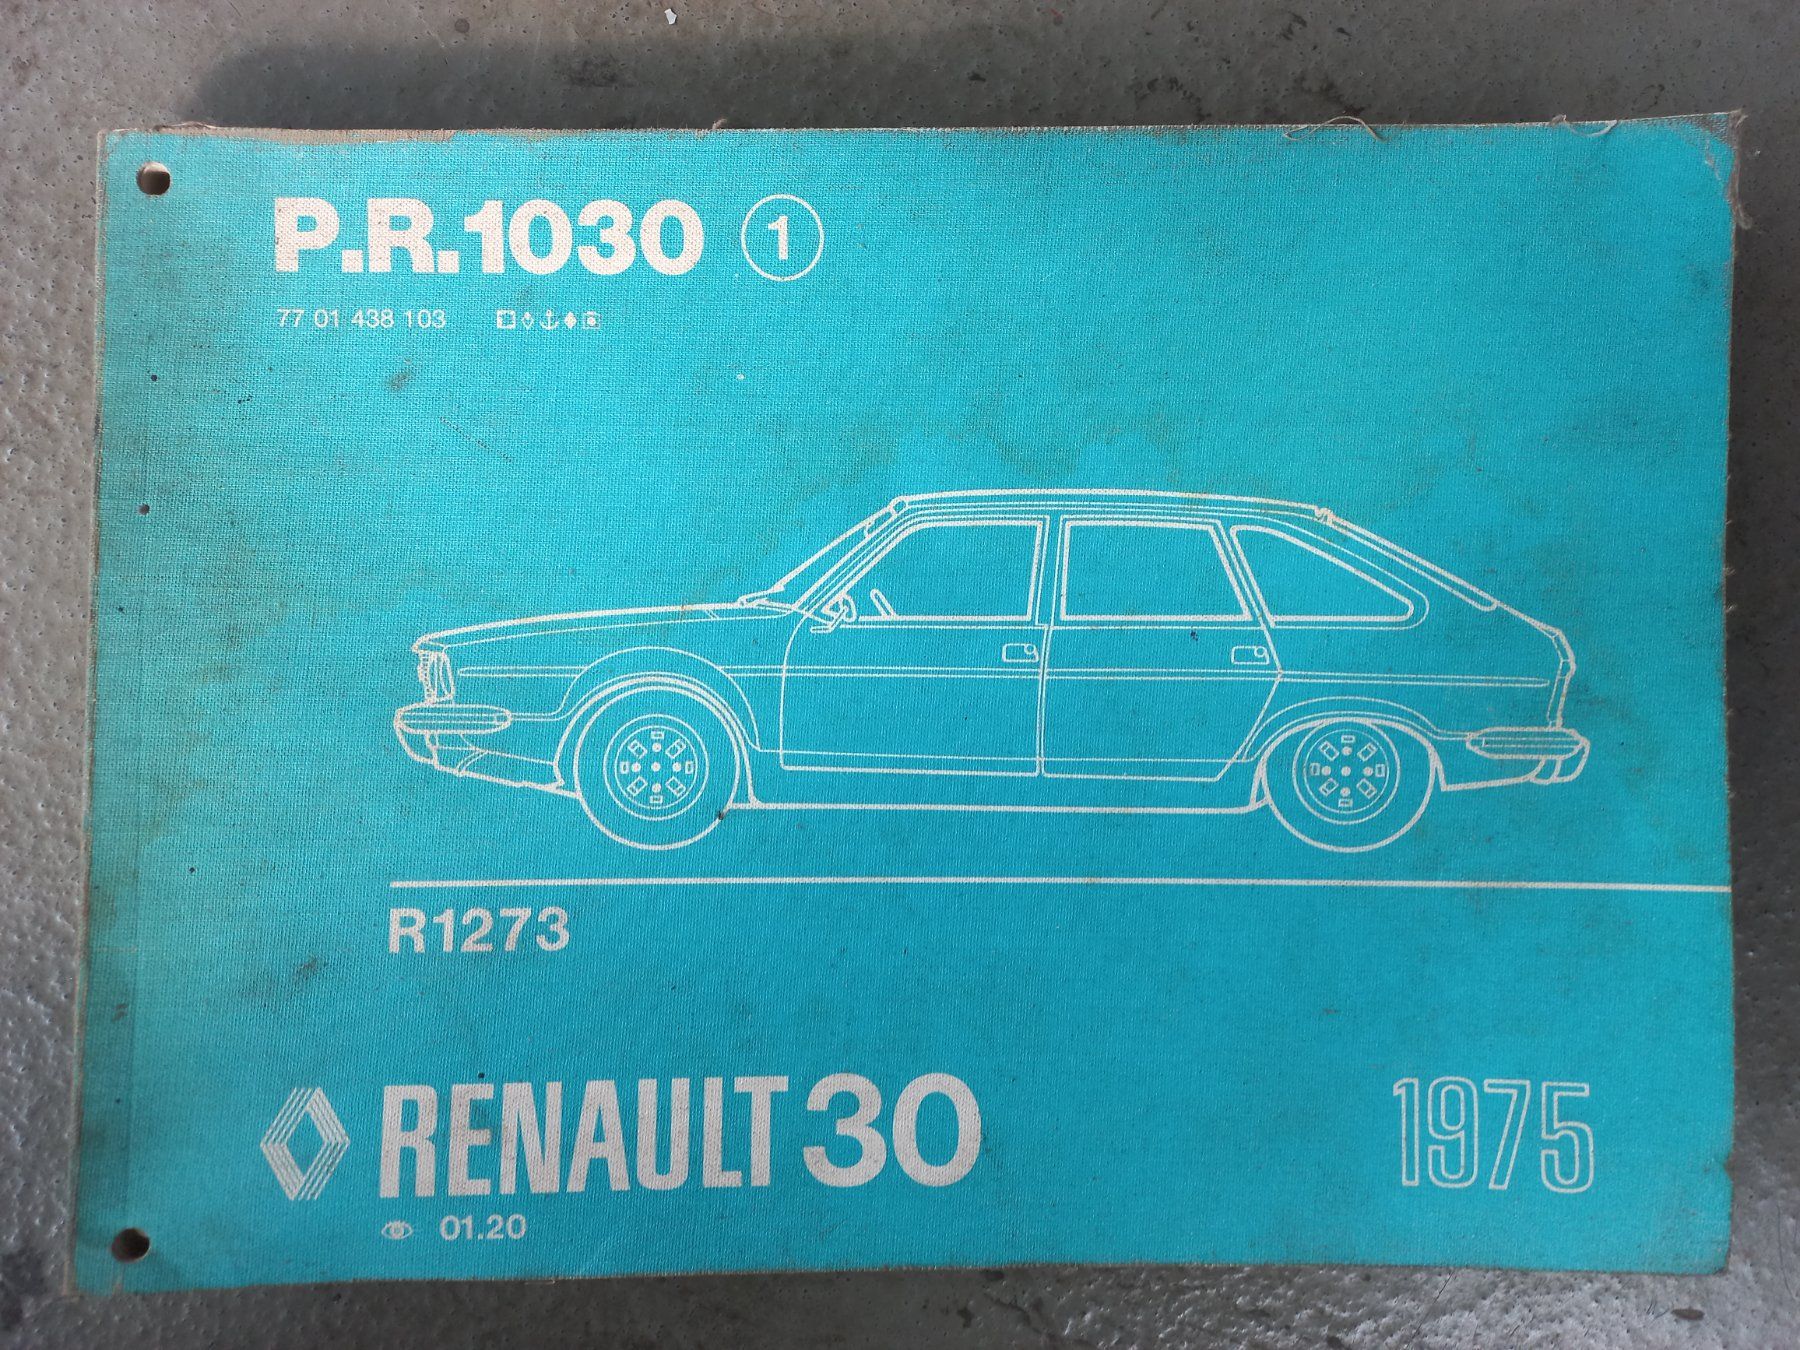 P.R.1030 1
77 01 438 103
R1273
RENAULT 30
1975
01.20